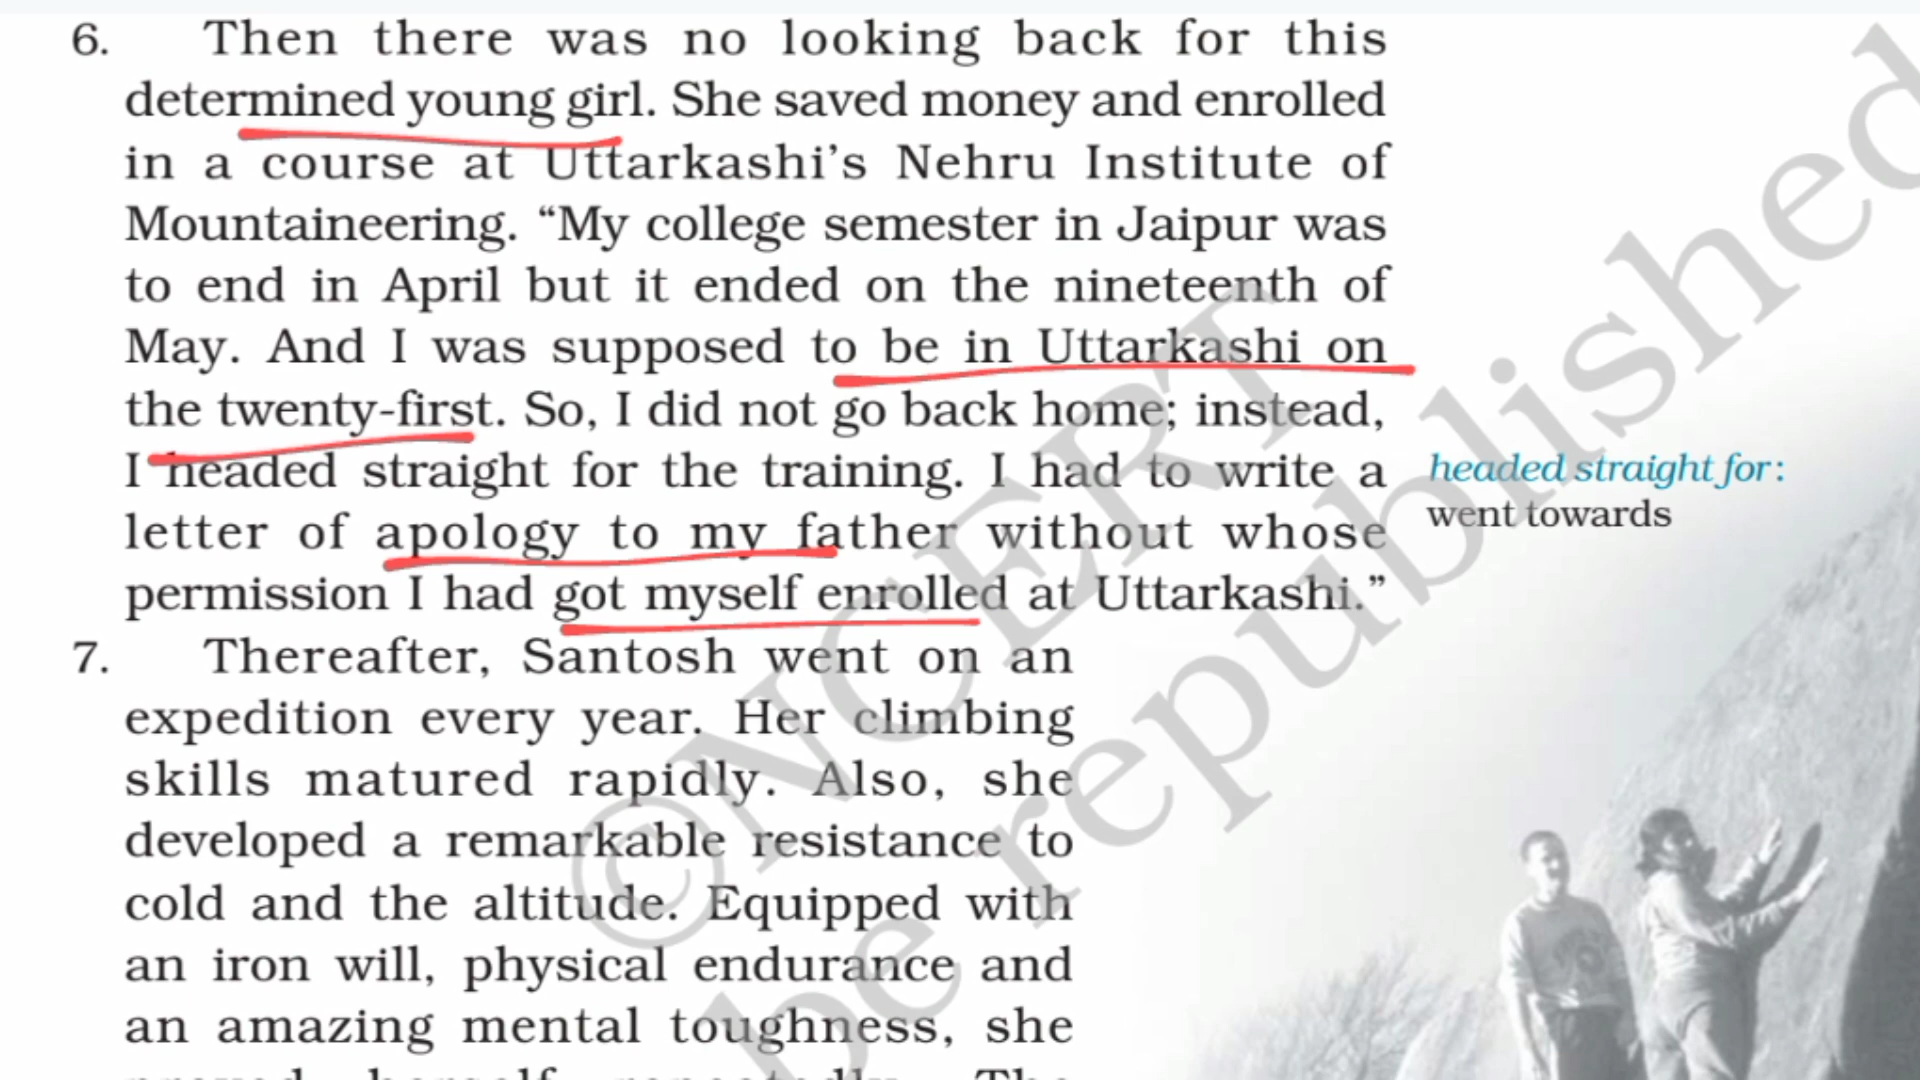 6. Then there was no looking back for this
determined young girl. She saved money and enrolled
in a course at Uttarkashi’s Nehru Institute of
Mountaineering. “My college semester in Jaipur was
to end in April but it ended on the nineteenth of
May. And I was supposed to be in Uttarkashi on
the twenty-first. So, I did not go back home; instead,
I headed straight for the training. I had to write a
letter of apology to my father without whose
permission I had got myself enrolled at Uttarkashi.”
headed straight for:
went towards
7. Thereafter, Santosh went on an
expedition every year. Her climbing
skills matured rapidly. Also, she
developed a remarkable resistance to
cold and the altitude. Equipped with
an iron will, physical endurance and
an amazing mental toughness, she
proved herself repeatedly. The
©NCERT
be republished